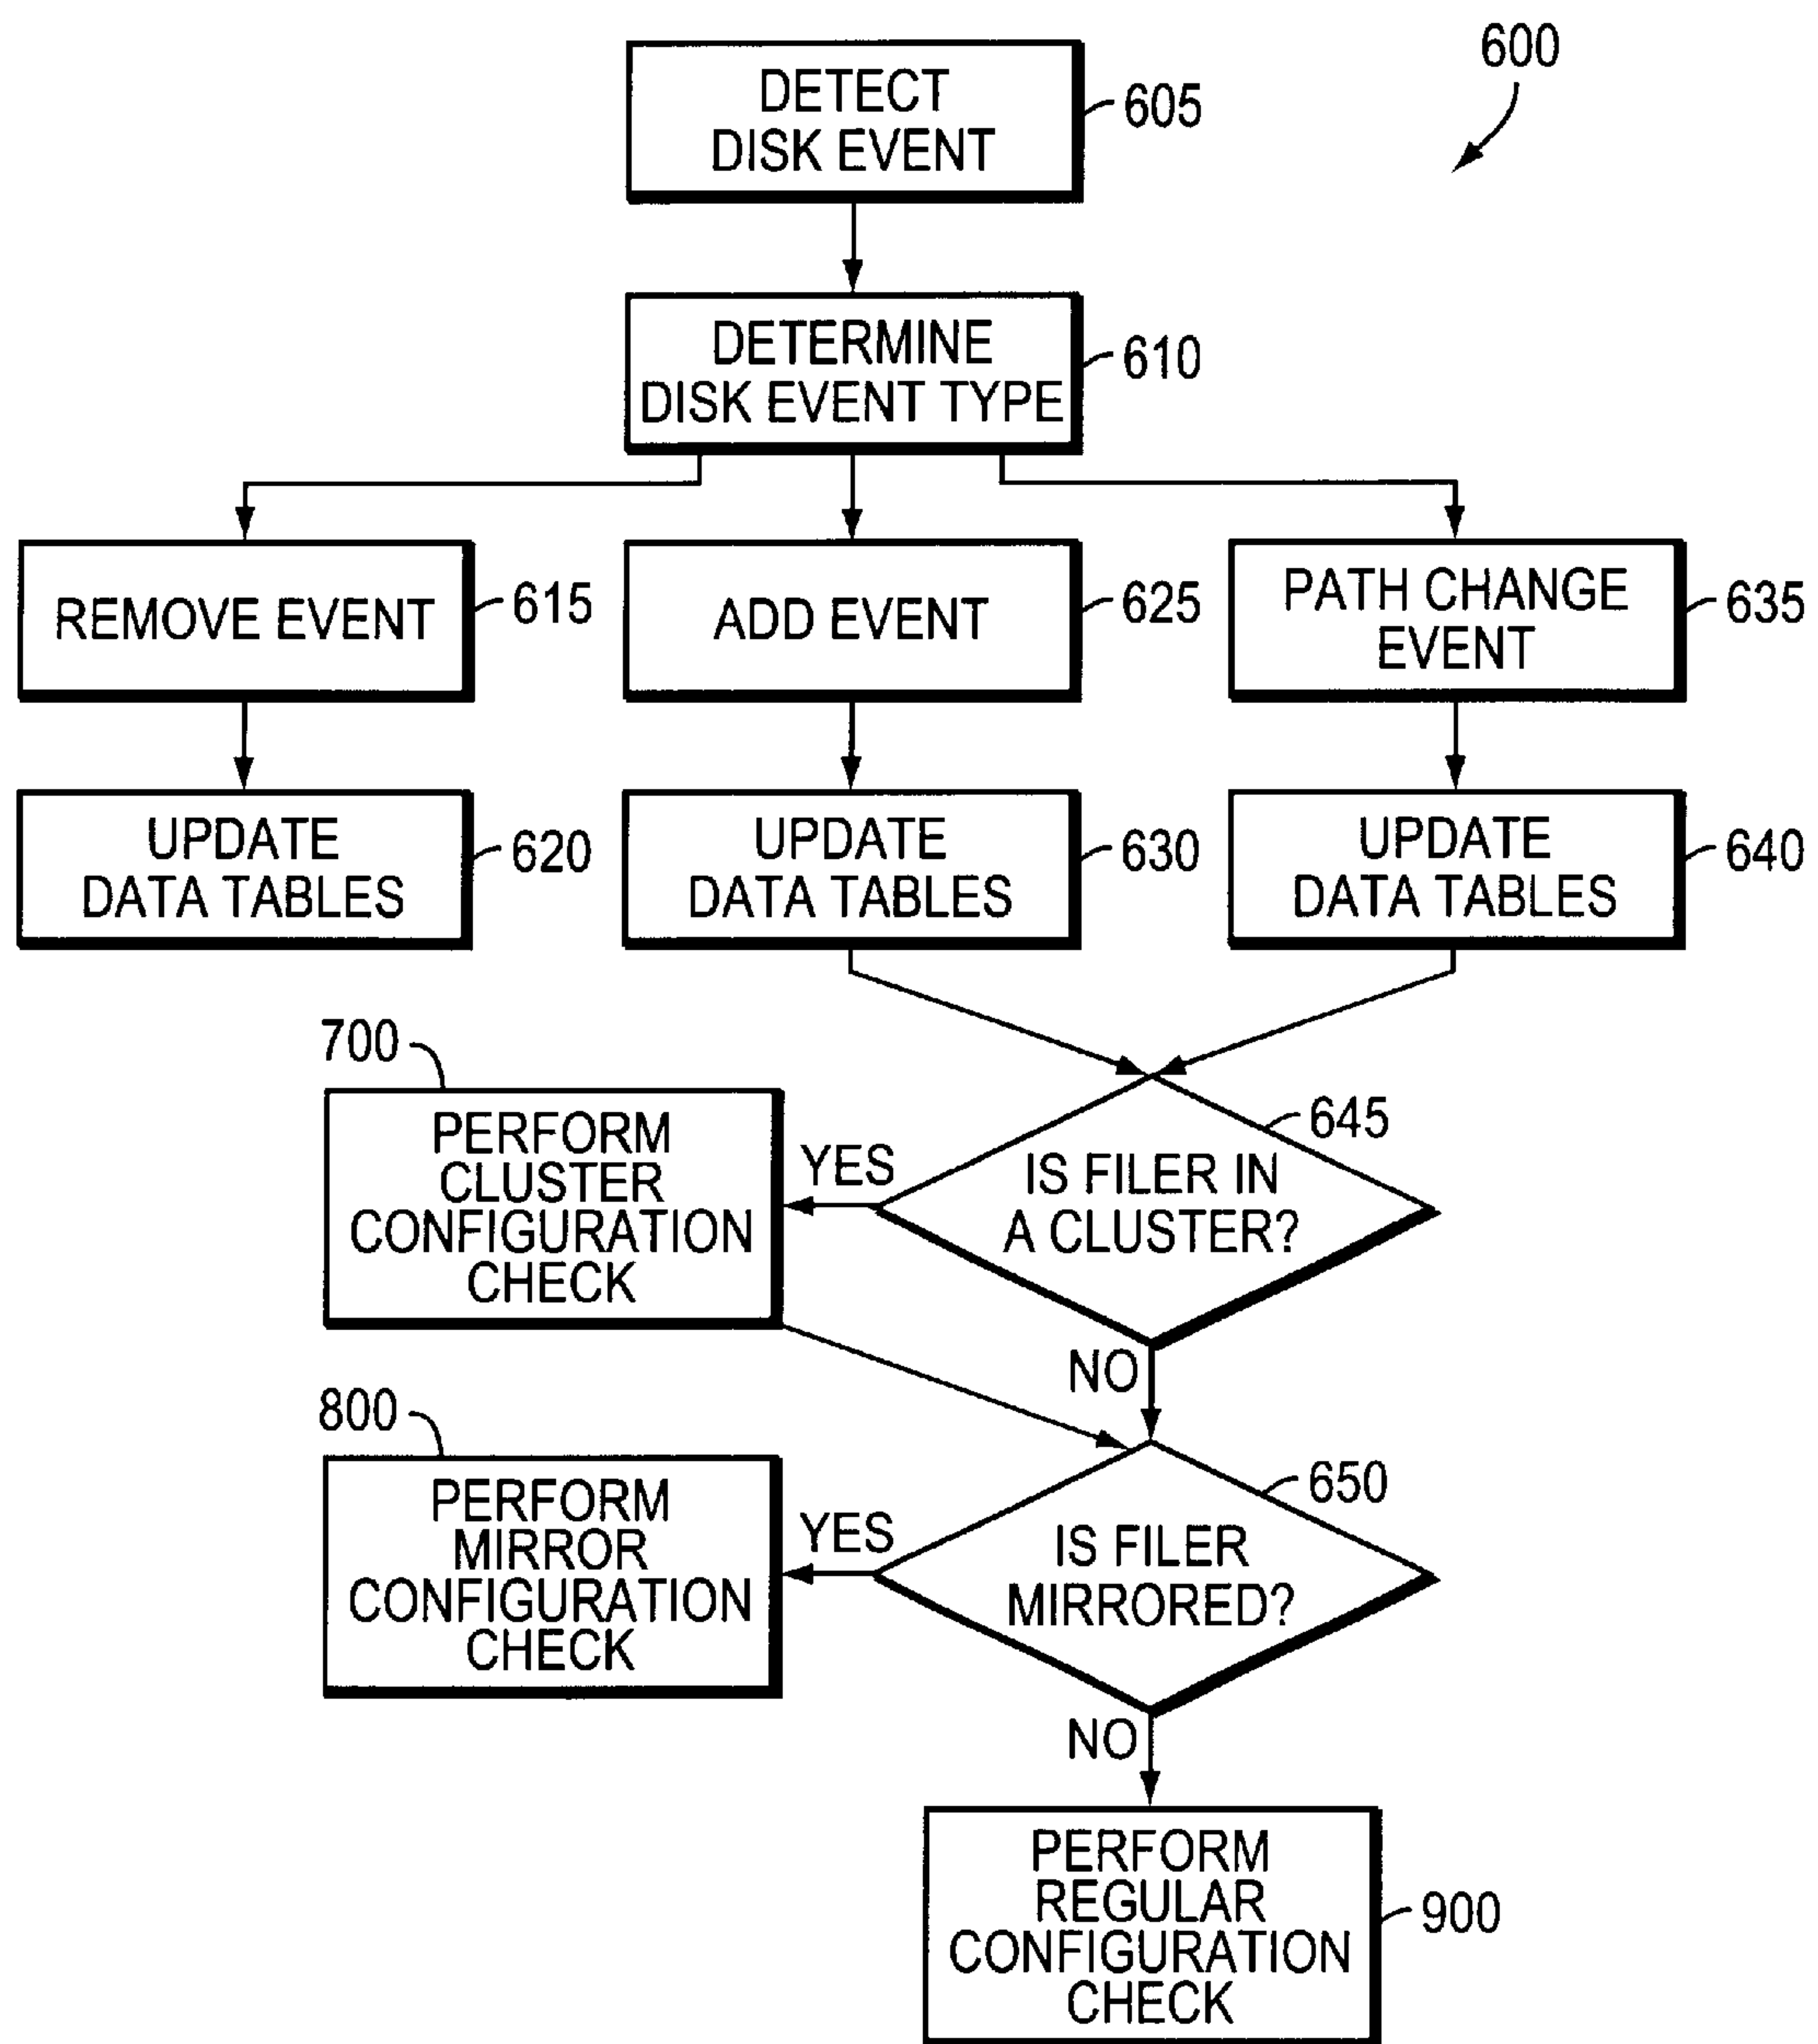 600
DETECT
DISK EVENT
605
DETERMINE
DISK EVENT TYPE
610
REMOVE EVENT
615
ADD EVENT
625
PATH CHANGE
EVENT
635
UPDATE
DATA TABLES
620
UPDATE
DATA TABLES
630
UPDATE
DATA TABLES
640
700
PERFORM
CLUSTER
CONFIGURATION
CHECK
YES
IS FILER IN
A CLUSTER?
645
NO
800
PERFORM
MIRROR
CONFIGURATION
CHECK
YES
IS FILER
MIRRORED?
650
NO
PERFORM
REGULAR
CONFIGURATION
CHECK
900